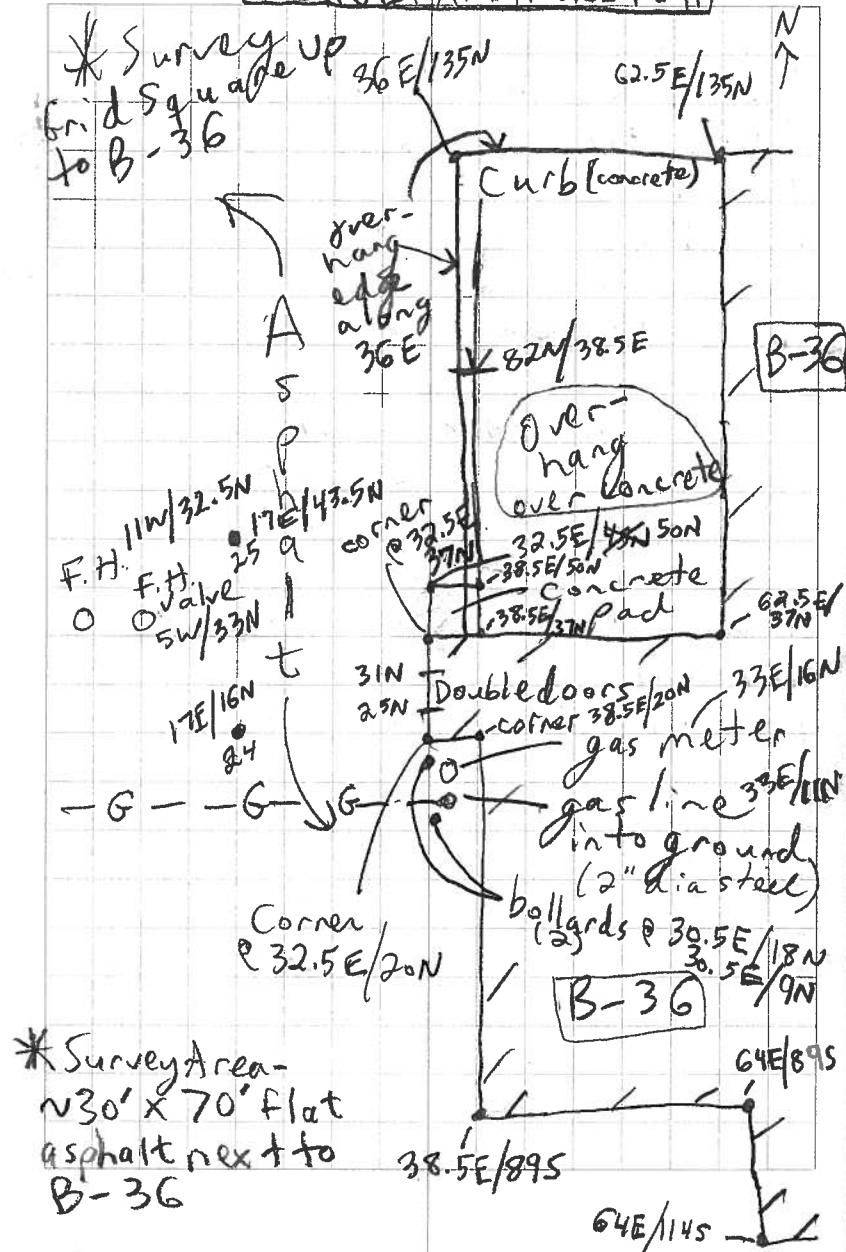 N
* Survey
Grid Square up
to B-36
36E/135N
62.5E/135N
Curb (concrete)
over-
hang
edge
along
36E
Asphalt
82N/38.5E
B-36
Over-
hang
over concrete
11W/32.5N
F.H.
F.H.
valve
5W/33N
17E/43.5N
25
corner
@ 32.5E
37N
32.5E/ 50N
38.5E/50N
Concrete
Pad
38.5E/37N
62.5E/
37N
31N
25N
Double doors
corner 38.5E/20N
33E/16N
gas meter
17E/16N
24
- G - - G - G -
gas line 33E/11N
into ground
(2" dia steel)
bollards @ 30.5E/18N
(2)
30.5E/9N
Corner
@ 32.5E/20N
B-36
* Survey Area-
~30' x 70' flat
asphalt next to
B-36
64E/89S
38.5E/89S
64E/114S